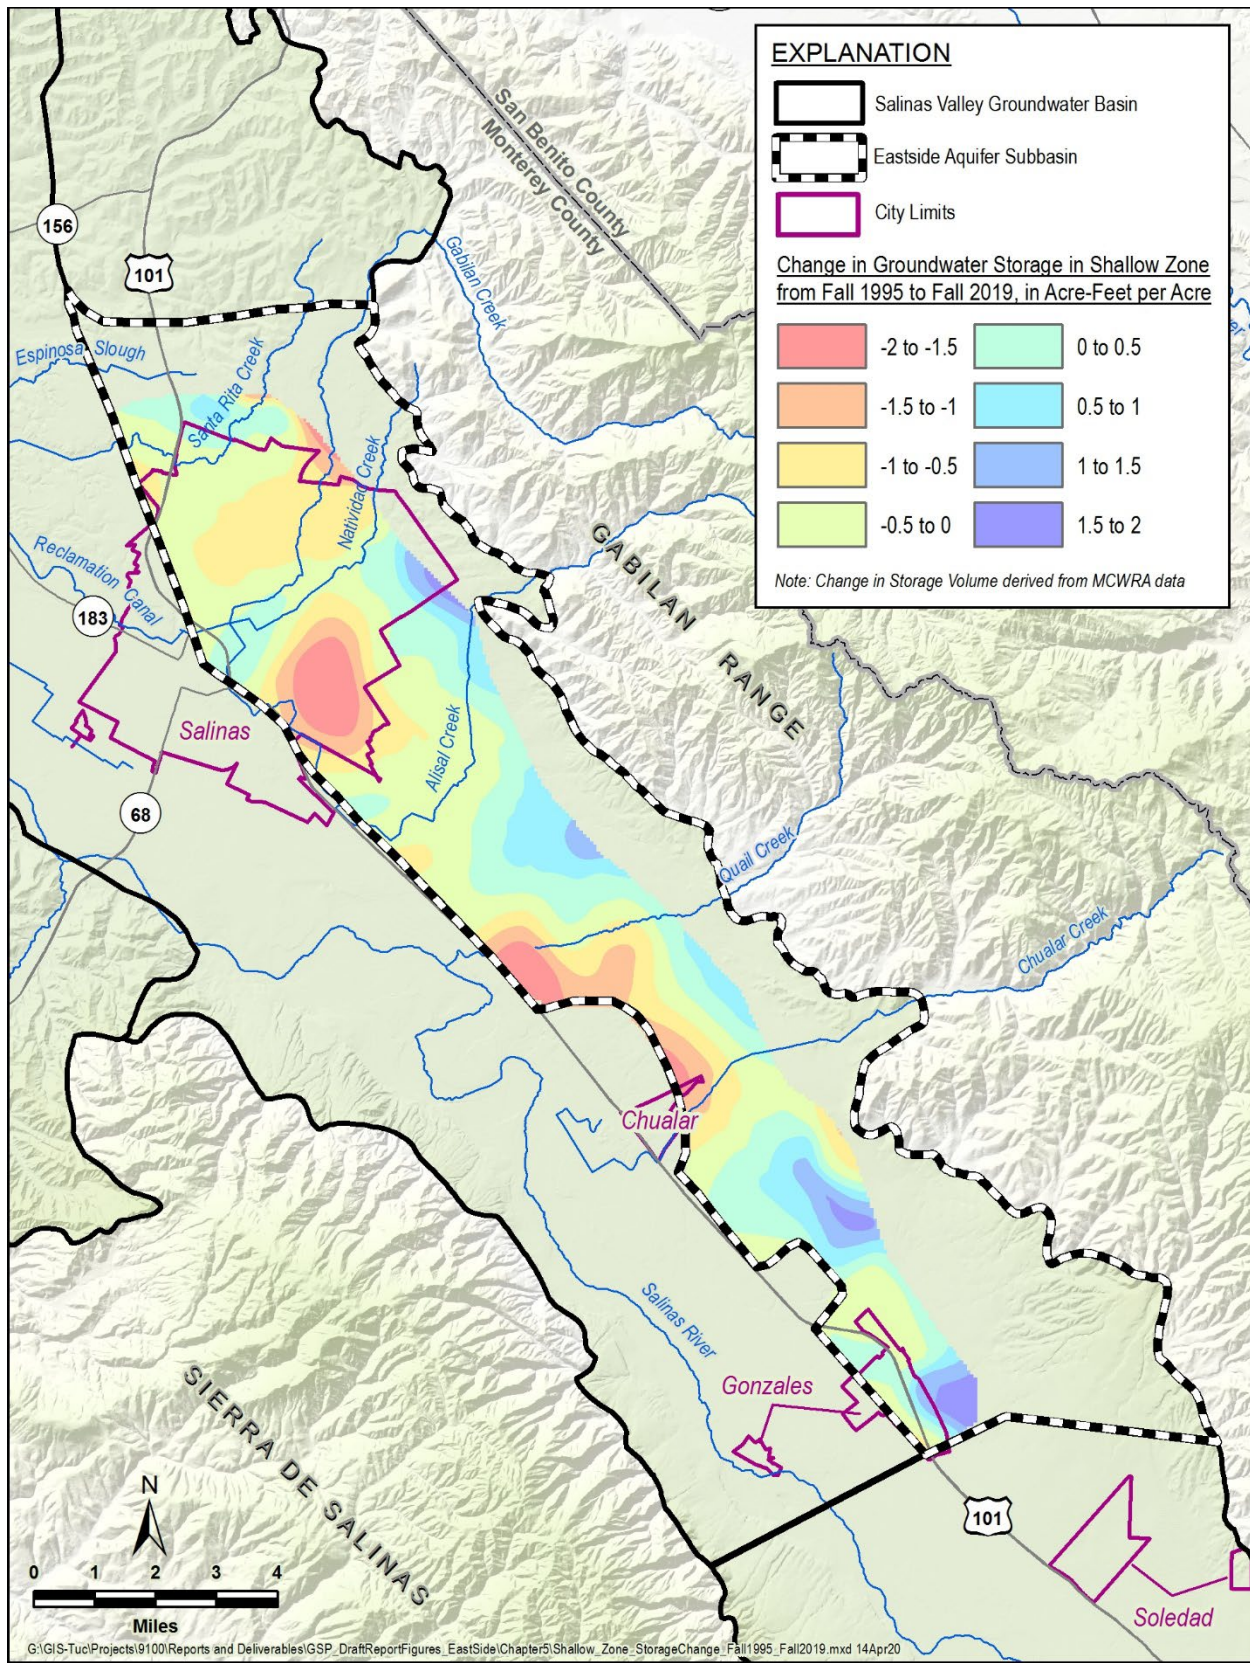 EXPLANATION
Salinas Valley Groundwater Basin
Eastside Aquifer Subbasin
City Limits
Change in Groundwater Storage in Shallow Zone
from Fall 1995 to Fall 2019, in Acre-Feet per Acre
-2 to -1.5
0 to 0.5
-1.5 to -1
0.5 to 1
-1 to -0.5
1 to 1.5
-0.5 to 0
1.5 to 2
Note: Change in Storage Volume derived from MCWRA data
San Benito County
Monterey County
156
101
Gabilan Creek
Espinosa Slough
Santa Rita Creek
Natividad Creek
Reclamation Canal
183
GABILAN RANGE
Salinas
Alisal Creek
68
Quail Creek
Chualar Creek
Chualar
Salinas River
Gonzales
SIERRA DE SALINAS
101
Soledad
N
0 1 2 3 4
Miles
G:\GIS-Tuc\Projects\9100\Reports and Deliverables\GSP_DraftReportFigures_EastSide\Chapter5\Shallow_Zone_StorageChange_Fall1995_Fall2019.mxd 14Apr20